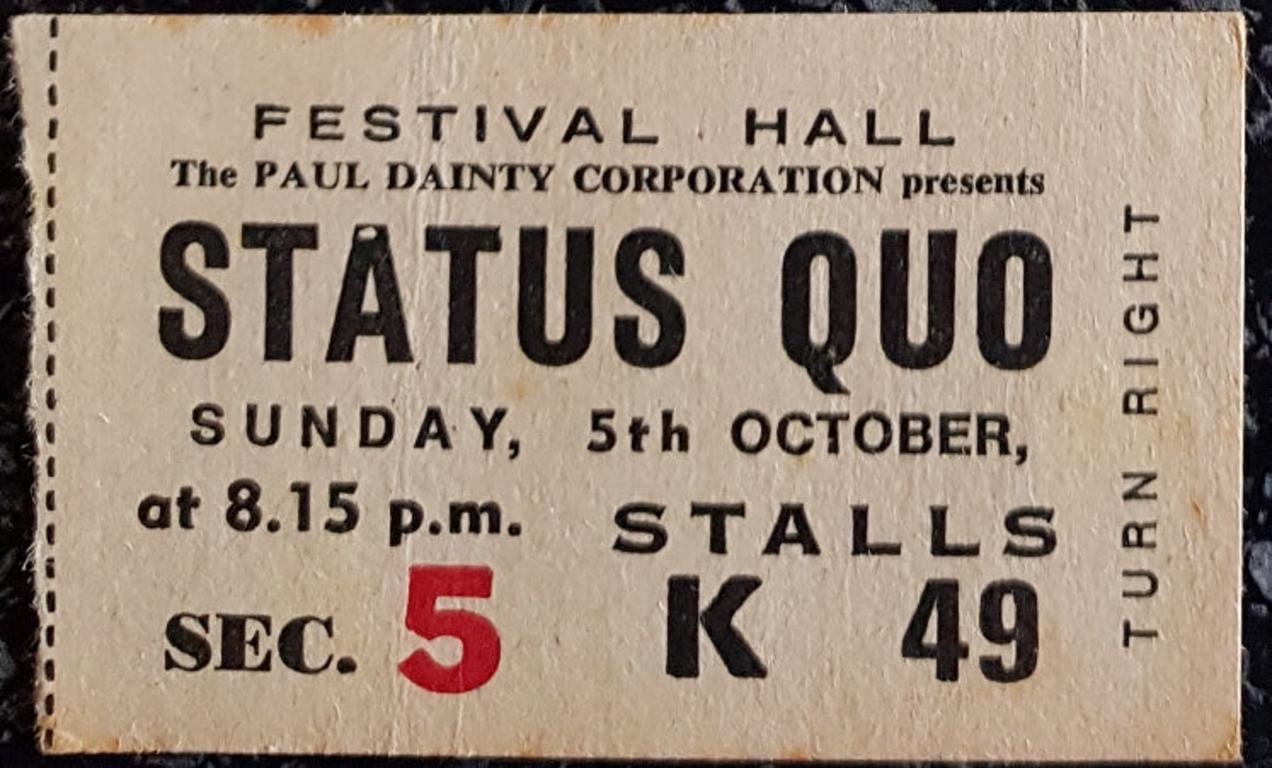 FESTIVAL HALL
The PAUL DAINTY CORPORATION presents
STATUS QUO
SUNDAY, 5th OCTOBER,
at 8.15 p.m. STALLS
SEC. 5 K 49
TURN RIGHT